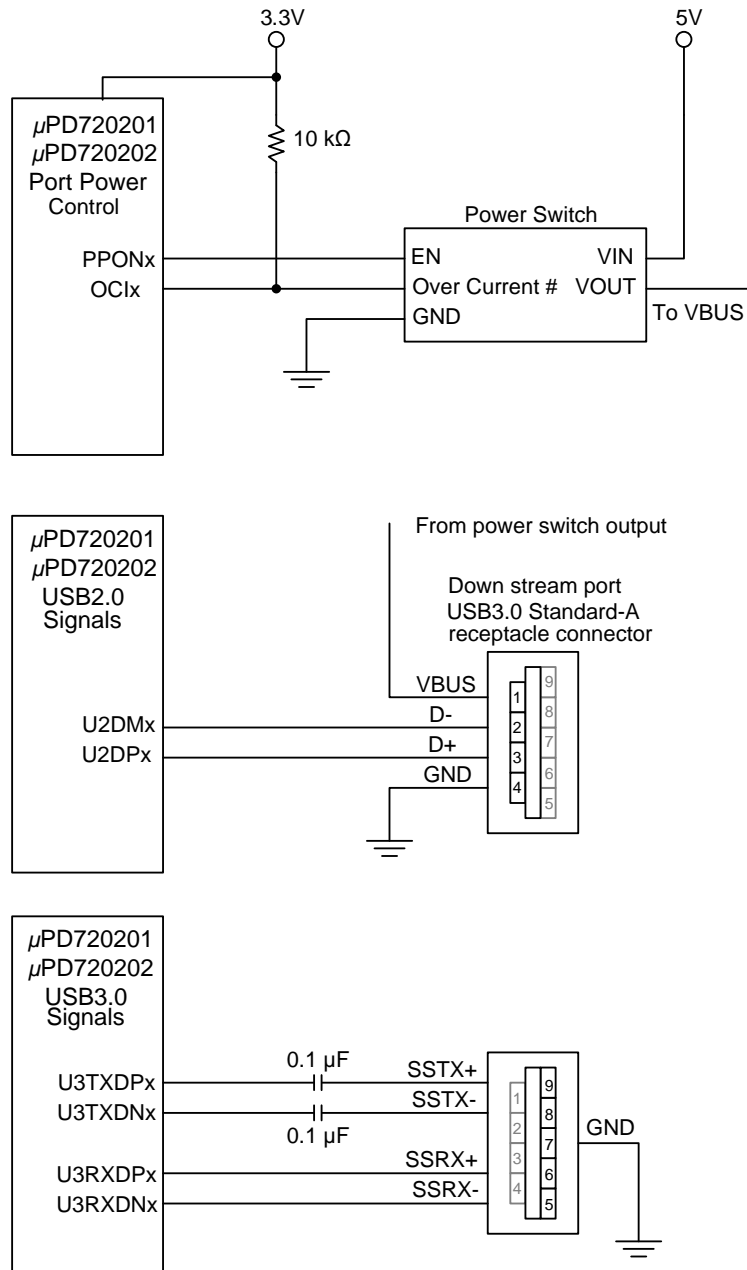 3.3V
5V
µPD720201
µPD720202
Port Power
Control
10 kΩ
Power Switch
PPONx
EN
VIN
OCIx
Over Current #
VOUT
GND
To VBUS
µPD720201
µPD720202
USB2.0
Signals
From power switch output
Down stream port
USB3.0 Standard-A
receptacle connector
VBUS
U2DMx
D-
U2DPx
D+
GND
1
2
3
4
9
8
7
6
5
µPD720201
µPD720202
USB3.0
Signals
0.1 µF
U3TXDPx
SSTX+
U3TXDNx
SSTX-
0.1 µF
U3RXDPx
SSRX+
U3RXDNx
SSRX-
1
2
3
4
9
8
7
6
5
GND